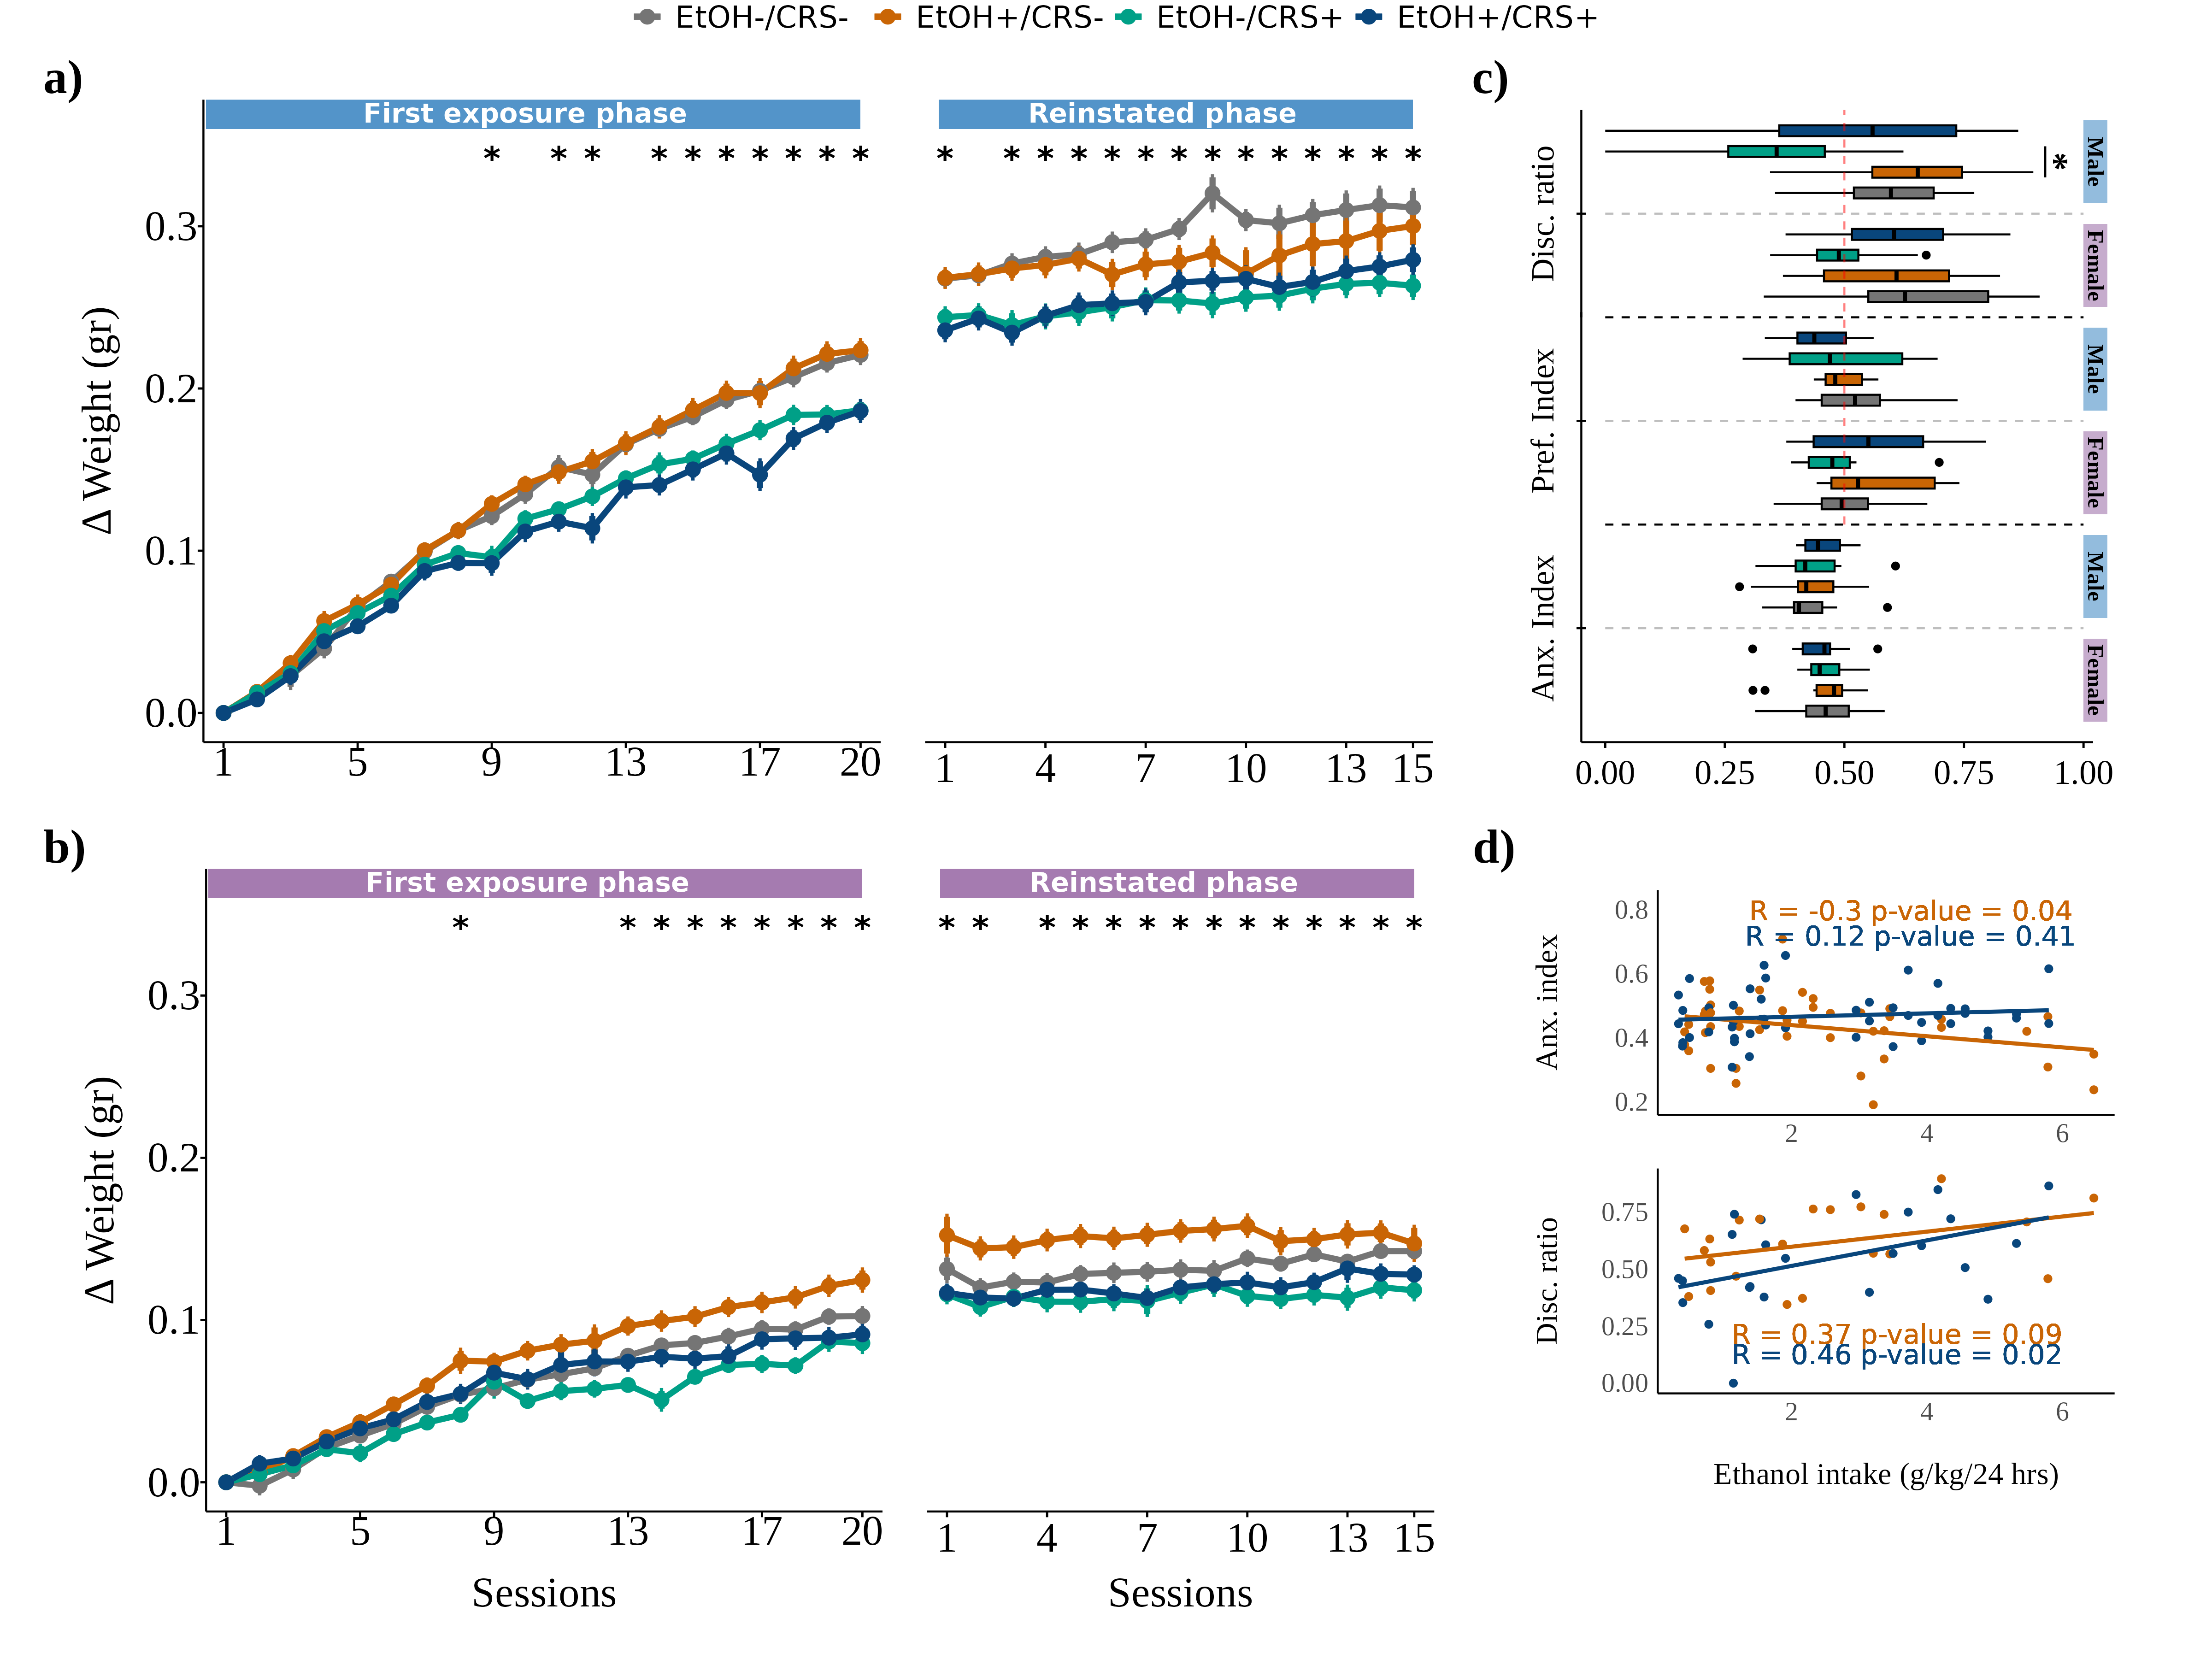 EtOH-/CRS- EtOH+/CRS- EtOH-/CRS+ EtOH+/CRS+
a)
First exposure phase
Reinstated phase
* * * * * * * * * *
* * * * * * * * * * * * * *
Δ Weight (gr)
0.3
0.2
0.1
0.0
1 5 9 13 17 20
1 4 7 10 13 15
b)
First exposure phase
Reinstated phase
* * * * * * * * *
* * * * * * * * * * * * * *
Δ Weight (gr)
0.3
0.2
0.1
0.0
1 5 9 13 17 20
1 4 7 10 13 15
Sessions
Sessions
c)
Disc. ratio
Pref. Index
Anx. Index
Male
*
Female
Male
Female
Male
Female
0.00 0.25 0.50 0.75 1.00
d)
Anx. index
0.8
0.6
0.4
0.2
R = -0.3 p-value = 0.04
R = 0.12 p-value = 0.41
2 4 6
Disc. ratio
0.75
0.50
0.25
0.00
R = 0.37 p-value = 0.09
R = 0.46 p-value = 0.02
2 4 6
Ethanol intake (g/kg/24 hrs)